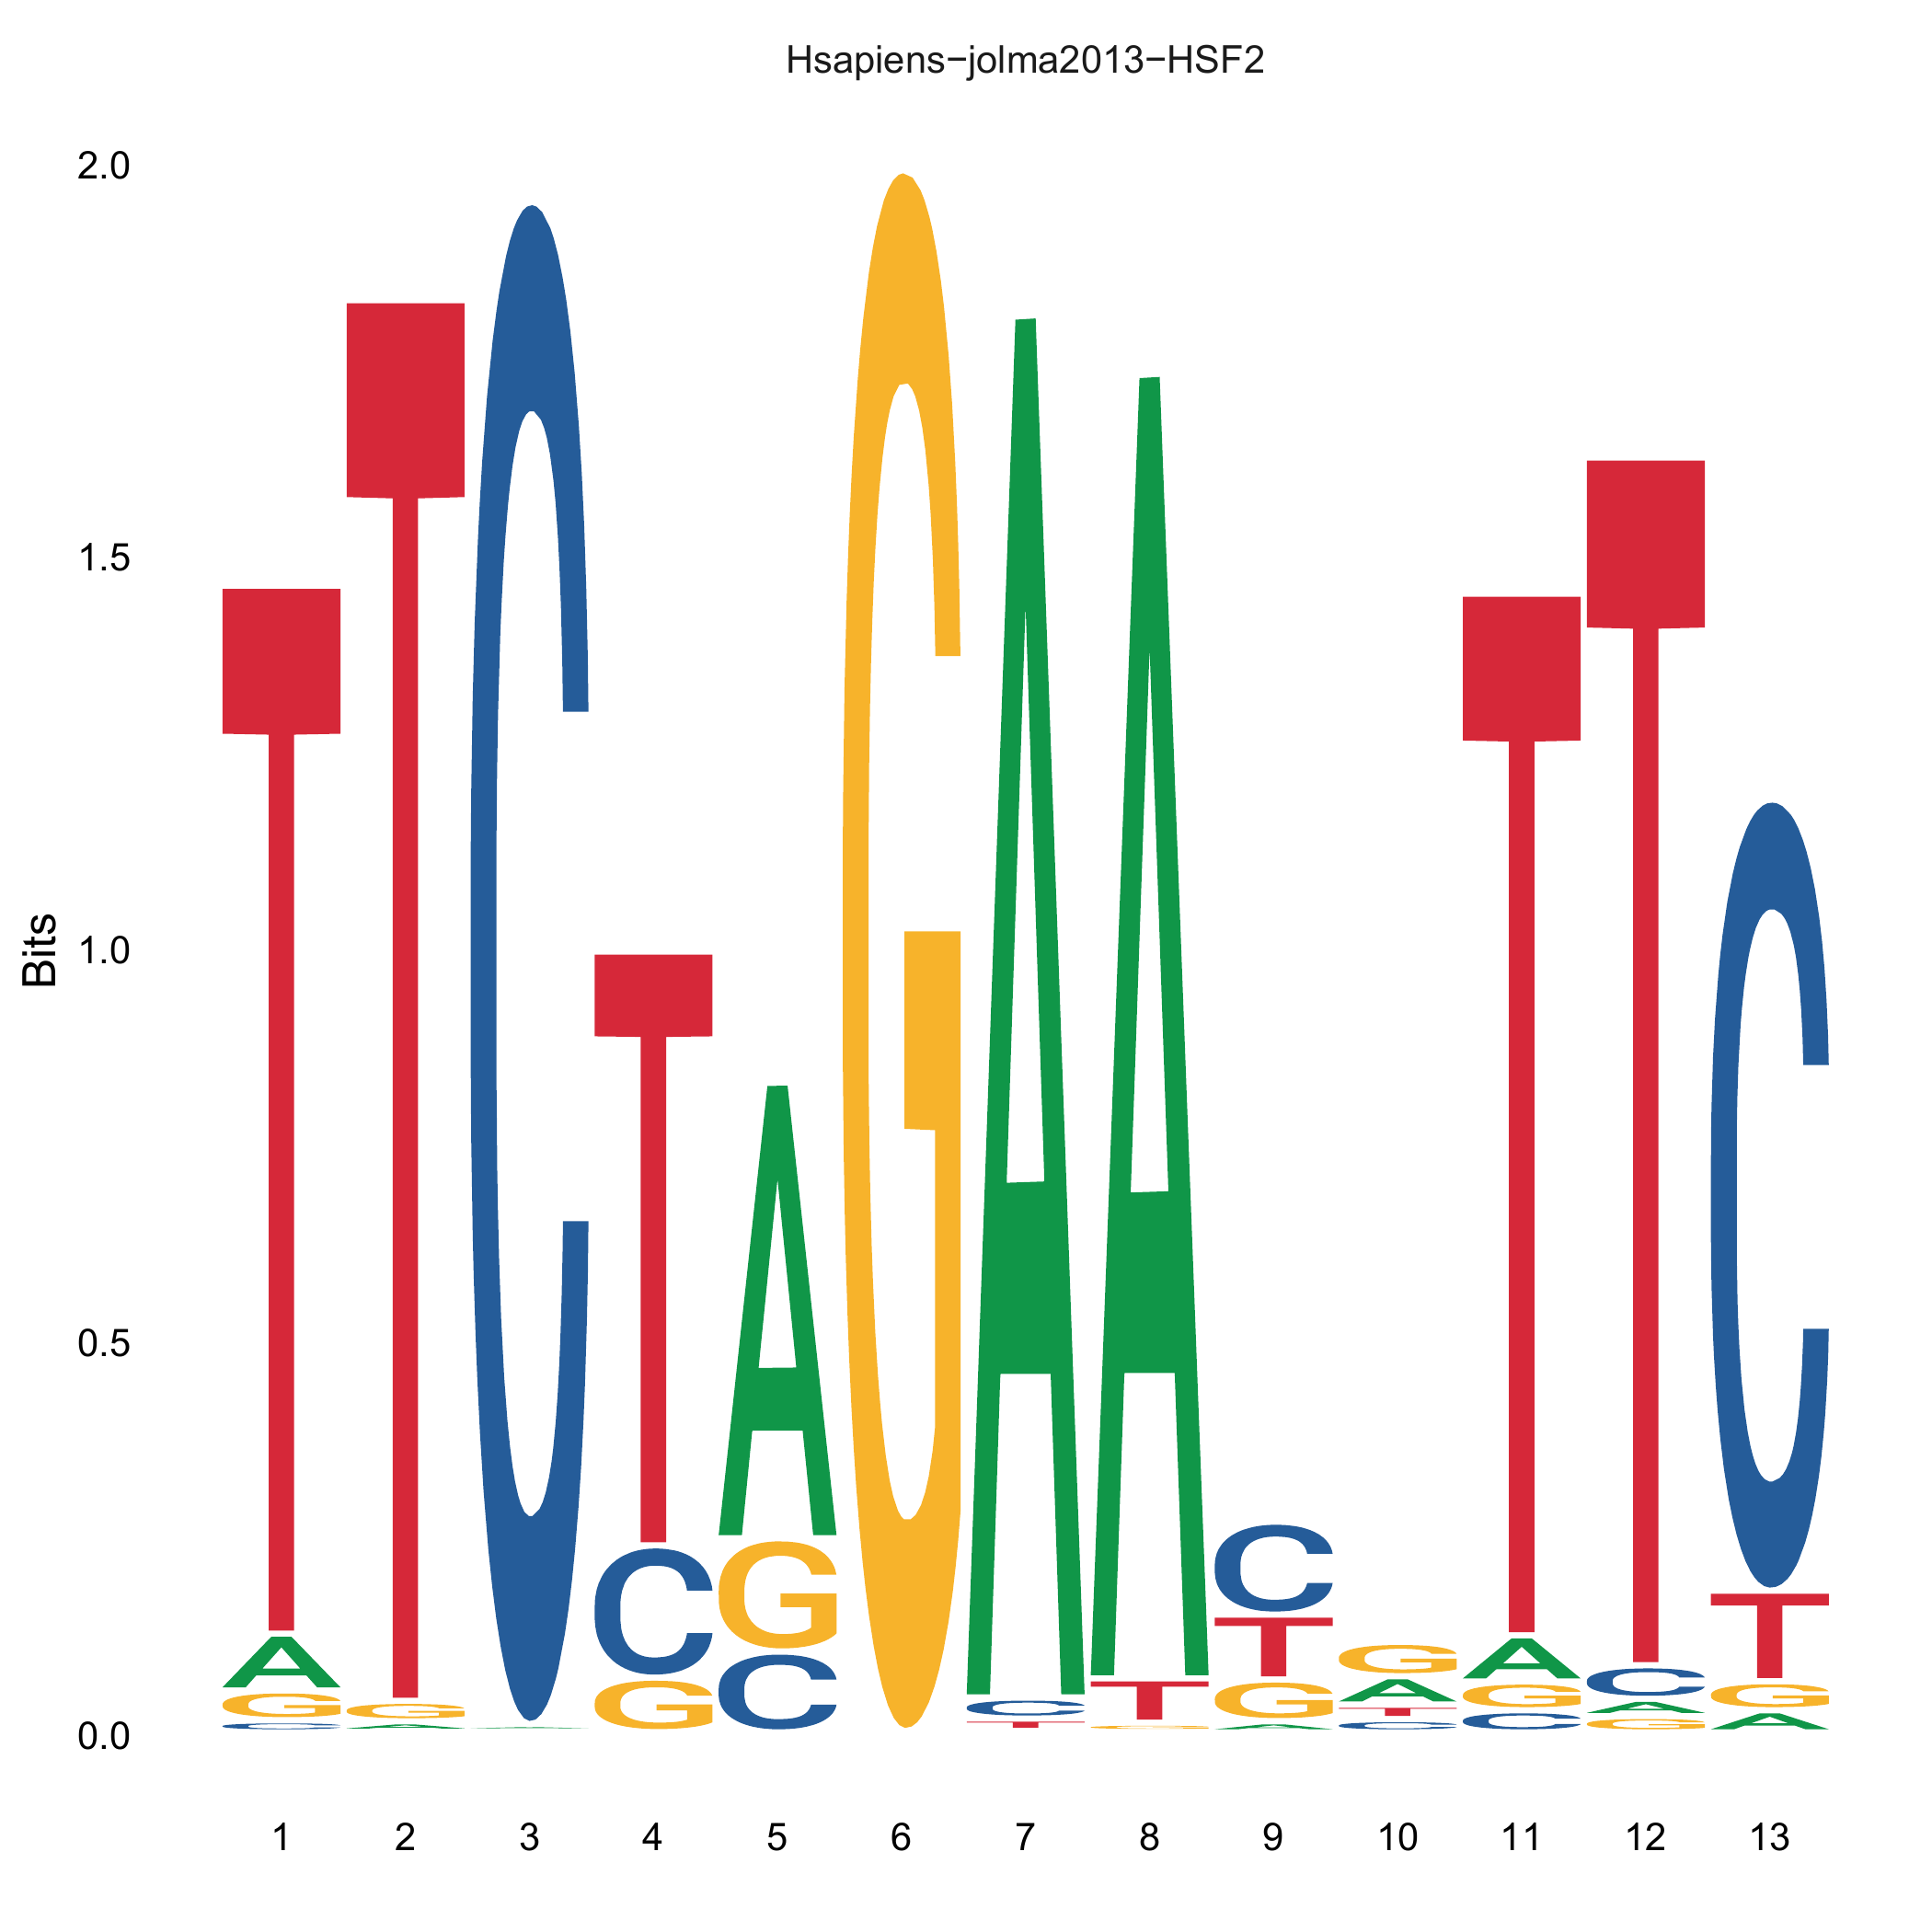 Hsapiens−jolma2013−HSF2
2.0
1.5
1.0
0.5
0.0
Bits
T A G C
T G A
C A
T C G
A G C
G
A C T
A T G
C T G A
G A T C
T A G C
T C A G
C T G A
1 2 3 4 5 6 7 8 9 10 11 12 13